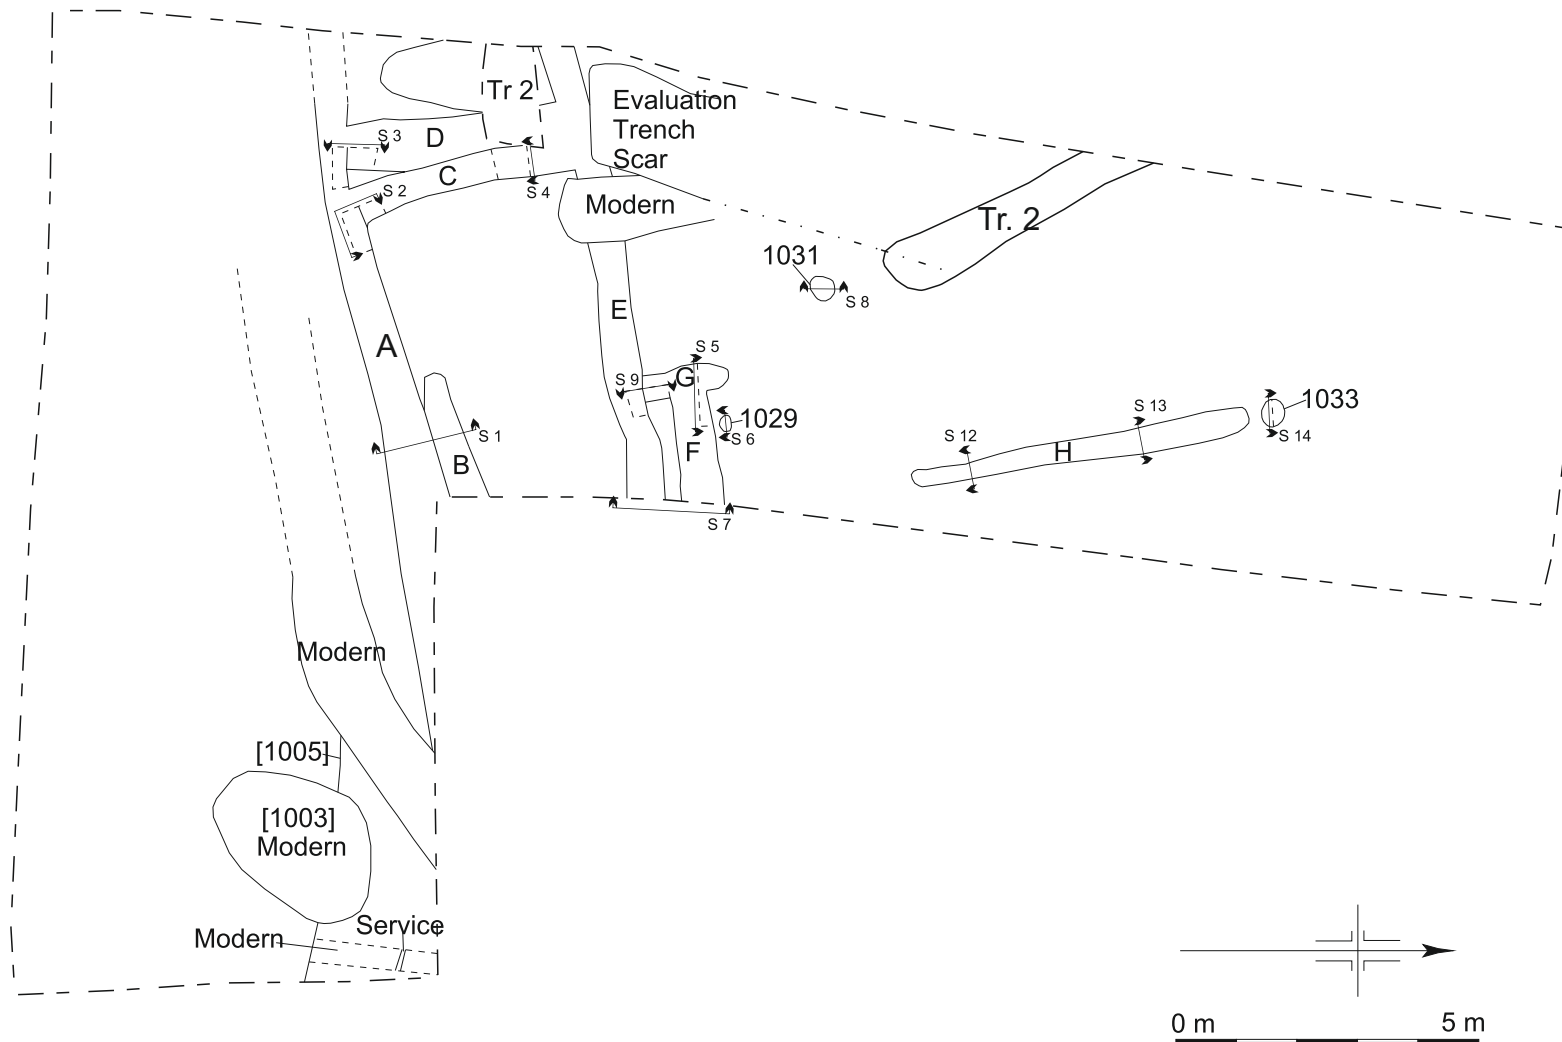 Tr 2
Evaluation
Trench
Scar
S 3
D
C
S 2
S 4
Modern
Tr. 2
1031
S 8
E
A
S 5
S 9
G
1029
S 6
S 13
1033
S 12
S 14
H
S 1
B
F
S 7
Modern
[1005]
[1003]
Modern
Service
Modern
0 m
5 m